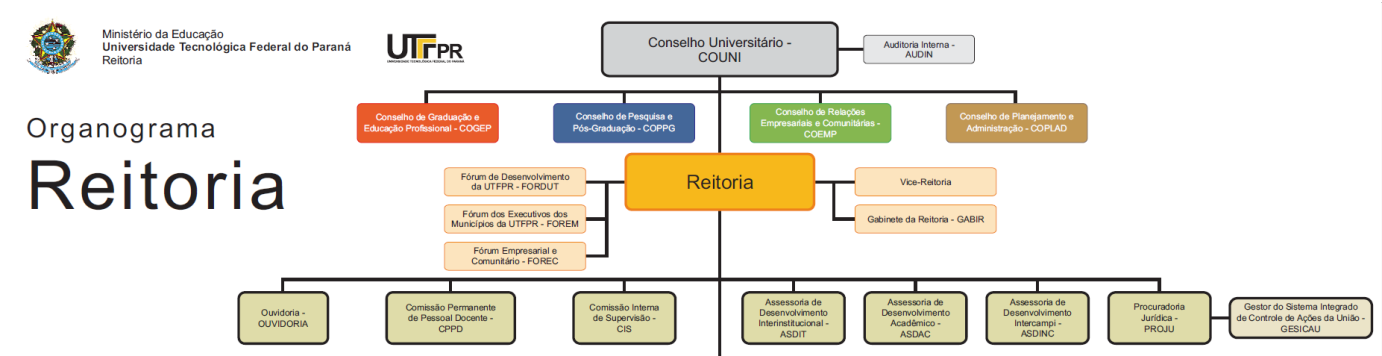 Ministério da Educação
Universidade Tecnológica Federal do Paraná
Reitoria
UTFPR
UNIVERSIDADE TECNOLÓGICA FEDERAL DO PARANÁ
Organograma
Reitoria
Conselho Universitário -
COUNI
Auditoria Interna -
AUDIN
Conselho de Graduação e
Educação Profissional - COGEP
Conselho de Pesquisa e
Pós-Graduação - COPPG
Conselho de Relações
Empresariais e Comunitárias -
COEMP
Conselho de Planejamento e
Administração - COPLAD
Reitoria
Fórum de Desenvolvimento
da UTFPR - FORDUT
Fórum dos Executivos dos
Municípios da UTFPR - FOREM
Fórum Empresarial e
Comunitário - FOREC
Vice-Reitoria
Gabinete da Reitoria - GABIR
Ouvidoria -
OUVIDORIA
Comissão Permanente
de Pessoal Docente -
CPPD
Comissão Interna
de Supervisão -
CIS
Assessoria de
Desenvolvimento
Interinstitucional -
ASDIT
Assessoria de
Desenvolvimento
Acadêmico -
ASDAC
Assessoria de
Desenvolvimento
Intercampi -
ASDINC
Procuradoria
Jurídica -
PROJU
Gestor do Sistema Integrado
de Controle de Ações da União -
GESICAU